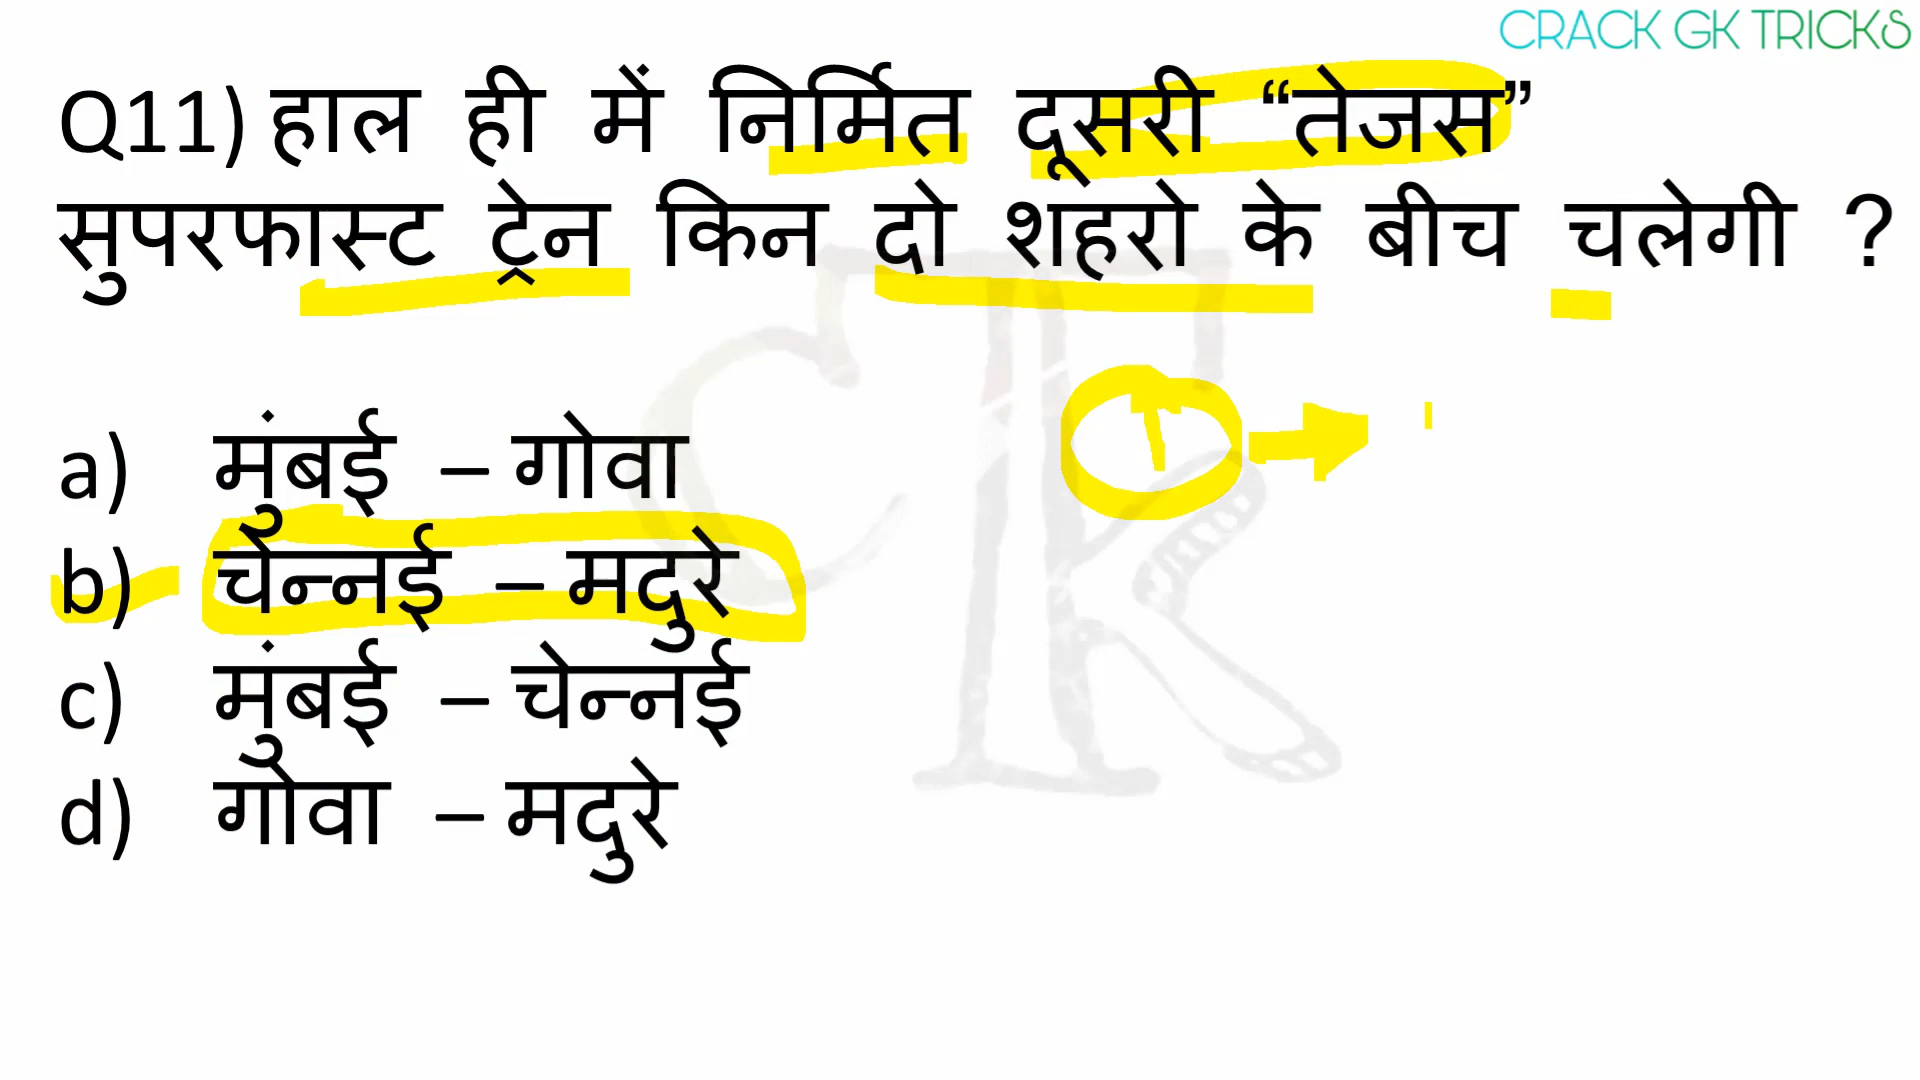 CRACK GK TRICKS
Q11) हाल ही में निर्मित दूसरी “तेजस”
सुपरफास्ट ट्रेन किन दो शहरो के बीच चलेगी ?
a) मुंबई – गोवा
b) चेन्नई – मदुरे
c) मुंबई – चेन्नई
d) गोवा – मदुरे